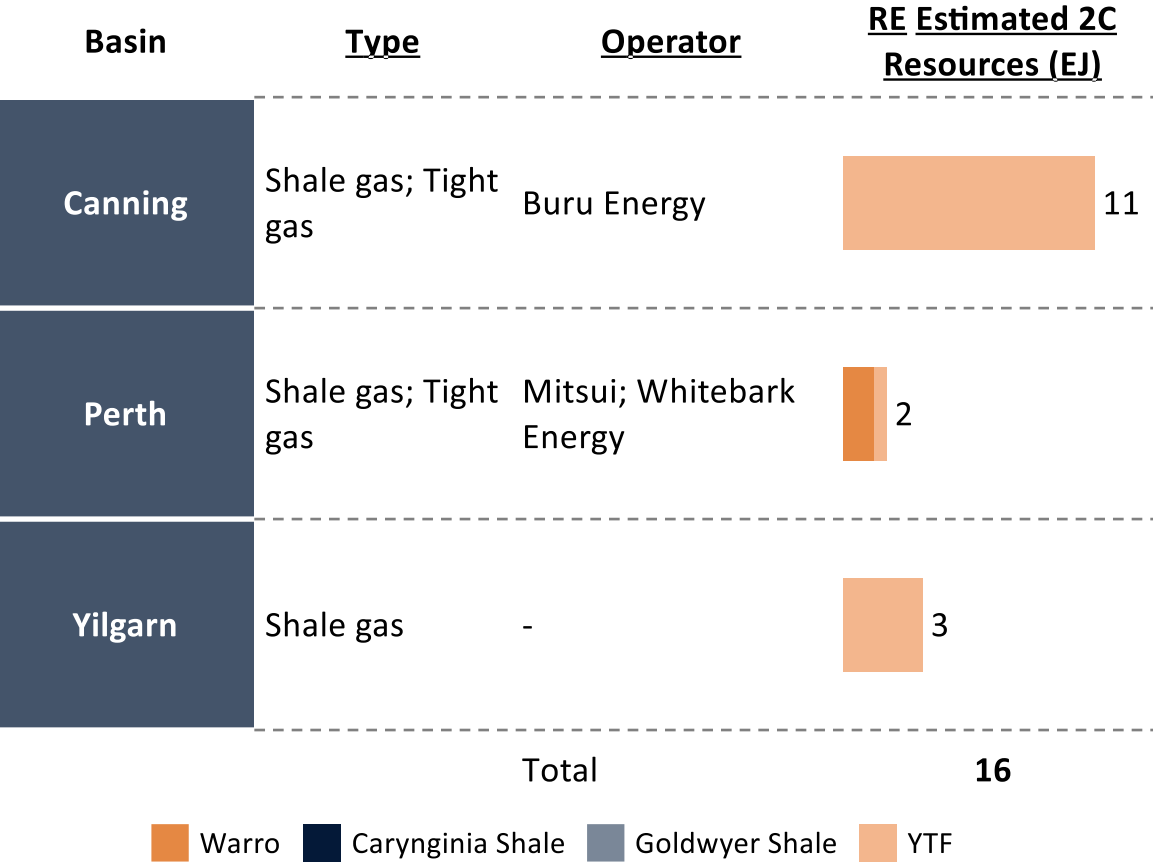 Basin
Type
Operator
RE Estimated 2C
Resources (EJ)
Canning
Shale gas; Tight
gas
Buru Energy
11
Perth
Shale gas; Tight
gas
Mitsui; Whitebark
Energy
2
Yilgarn
Shale gas
-
3
Total
16
Warro
Carynginia Shale
Goldwyer Shale
YTF